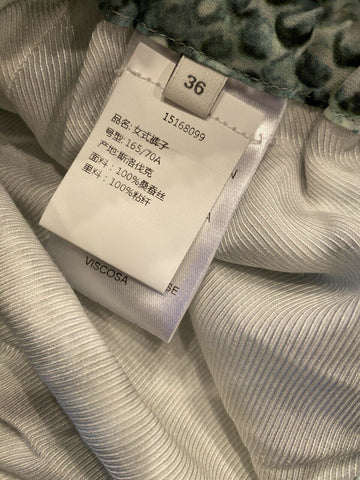 36
15168099
品名: 女式裤子
号型: 165/70A
产地: 斯洛伐克
面料: 100%桑蚕丝
里料: 100%粘纤
VISCOSA